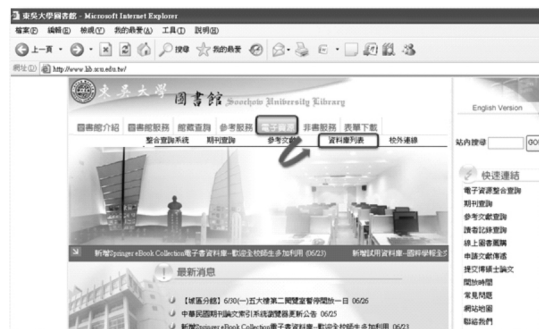 東吳大學圖書館 - Microsoft Internet Explorer
檔案(F) 編輯(E) 檢視(V) 我的最愛(A) 工具(T) 說明(H)
上一頁 搜尋 我的最愛
網址(D) http://www.lib.scu.edu.tw/
東吳大學 圖書館 Soochow University Library
English Version
圖書館介紹 圖書館服務 館藏查詢 參考服務 電子資源 非書服務 表單下載
整合查詢系統 期刊查詢 參考文獻 資料庫列表 校外連線
站內搜尋
快速連結
電子資源整合查詢
期刊查詢
參考文獻查詢
讀者記錄查詢
線上圖書薦購
申請文獻傳遞
提交博碩士論文
開放時間
常見問題
網站地圖
聯絡我們
新增Springer eBook Collection電子書資料庫-歡迎全校師生多加利用 (06/23) 新增試用資料庫-國科學報全
最新消息
【城區分館】6/30(一)五大樓第二閱覽室暫停開放一日 06/26
中華民國期刊論文索引系統瀏覽器更新公告 06/25
新增Springer eBook Collection電子書資料庫-歡迎全校師生多加利用 06/23